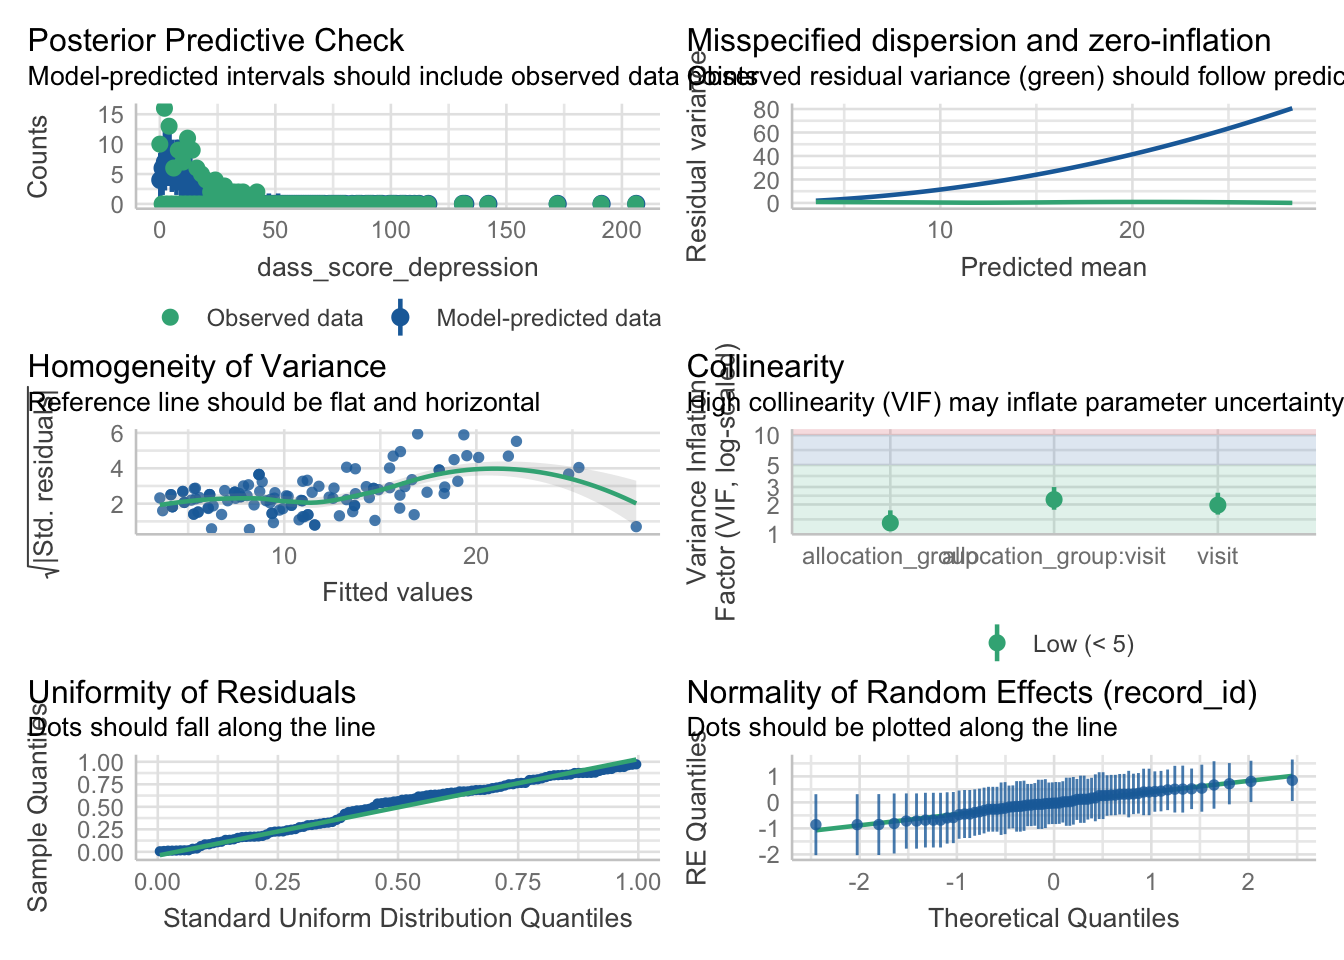 Posterior Predictive Check
Model-predicted intervals should include observed data points
Counts
15
10
5
0
0 50 100 150 200
dass_score_depression
Observed data Model-predicted data
Misspecified dispersion and zero-inflation
Observed residual variance (green) should follow predic
Residual variance
80
60
40
20
0
10 20
Predicted mean
Homogeneity of Variance
Reference line should be flat and horizontal
√|Std. residuals|
6
4
2
10 20
Fitted values
Collinearity
High collinearity (VIF) may inflate parameter uncertainty
Variance Inflation
Factor (VIF, log-scaled)
10
5
3
2
1
allocation_group allocation_group:visit visit
Low (< 5)
Uniformity of Residuals
Dots should fall along the line
Sample Quantiles
1.00
0.75
0.50
0.25
0.00
0.00 0.25 0.50 0.75 1.00
Standard Uniform Distribution Quantiles
Normality of Random Effects (record_id)
Dots should be plotted along the line
RE Quantiles
1
0
-1
-2
-2 -1 0 1 2
Theoretical Quantiles